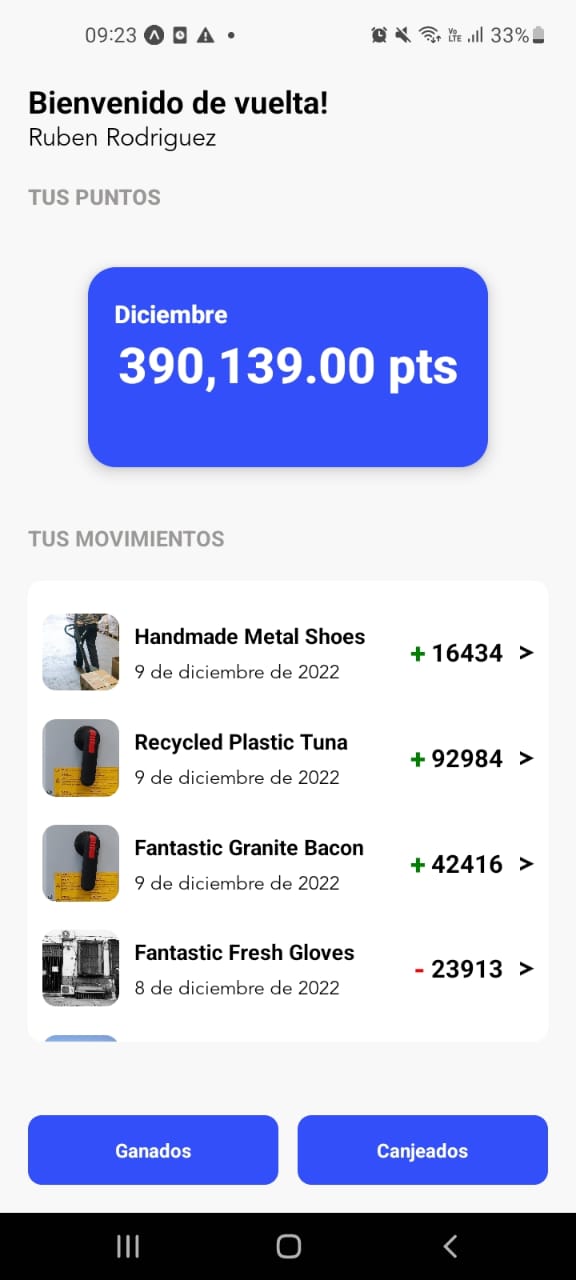 09:23 33%
Bienvenido de vuelta!
Ruben Rodriguez
TUS PUNTOS
Diciembre
390,139.00 pts
TUS MOVIMIENTOS
Handmade Metal Shoes
9 de diciembre de 2022
+ 16434 >
Recycled Plastic Tuna
9 de diciembre de 2022
+ 92984 >
Fantastic Granite Bacon
9 de diciembre de 2022
+ 42416 >
Fantastic Fresh Gloves
8 de diciembre de 2022
- 23913 >
Ganados
Canjeados